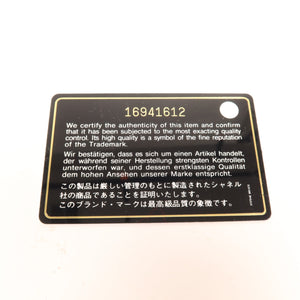 16941612
We certify the authenticity of this item and confirm
that it has been subjected to the most exacting quality
control. Its high quality is a symbol of the fine reputation
of the Trademark.
Wir bestätigen, dass es sich um einen Artikel handelt,
der während seiner Herstellung strengsten Kontrollen
unterworfen war, und dessen erstklassige Qualität
dem hohen Ansehen unserer Marke entspricht.
この製品は厳しい管理のもとに製造されたシャネル
社の商品であることを証明いたします。
このブランド・マークは最高級品質の象徴です。